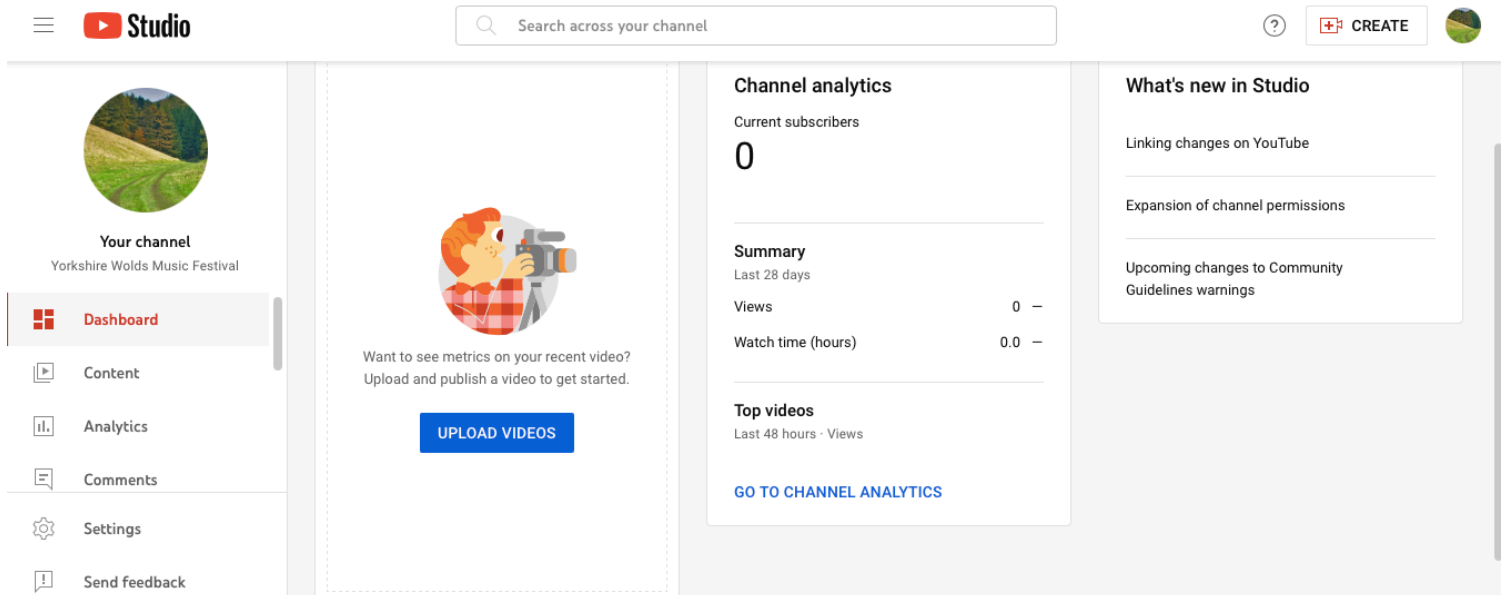 Studio
Search across your channel
?
CREATE
Your channel
Yorkshire Wolds Music Festival
Dashboard
Content
Analytics
Comments
Settings
Send feedback
Want to see metrics on your recent video?
Upload and publish a video to get started.
UPLOAD VIDEOS
Channel analytics
Current subscribers
0
Summary
Last 28 days
Views 0 —
Watch time (hours) 0.0 —
Top videos
Last 48 hours · Views
GO TO CHANNEL ANALYTICS
What's new in Studio
Linking changes on YouTube
Expansion of channel permissions
Upcoming changes to Community
Guidelines warnings